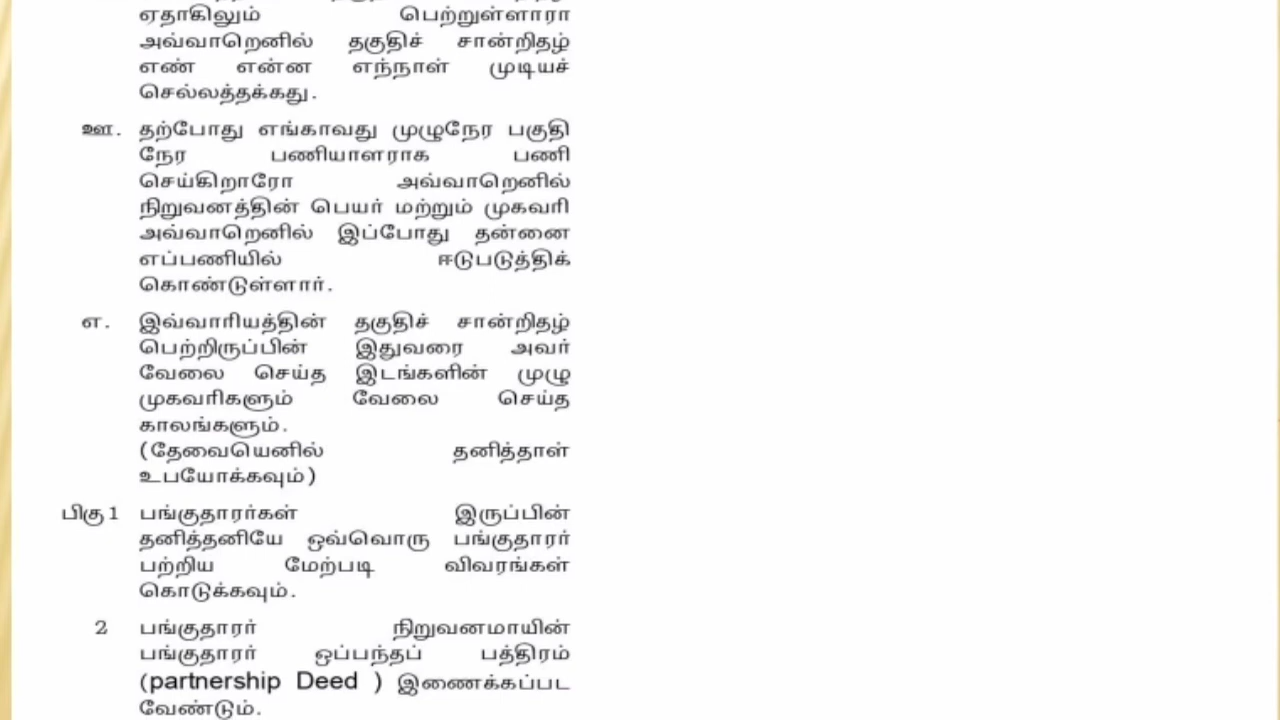 ஏதாகிலும் பெற்றுள்ளாரா
அவ்வாறெனில் தகுதிச் சான்றிதழ்
எண் என்ன எந்நாள் முடியச்
செல்லத்தக்கது.
ஊ. தற்போது எங்காவது முழுநேர பகுதி
நேர பணியாளராக பணி
செய்கிறாரோ அவ்வாறெனில்
நிறுவனத்தின் பெயர் மற்றும் முகவரி
அவ்வாறெனில் இப்போது தன்னை
எப்பணியில் ஈடுபடுத்திக்
கொண்டுள்ளார்.
எ. இவ்வாரியத்தின் தகுதிச் சான்றிதழ்
பெற்றிருப்பின் இதுவரை அவர்
வேலை செய்த இடங்களின் முழு
முகவரிகளும் வேலை செய்த
காலங்களும்.
(தேவையெனில் தனித்தாள்
உபயோக்கவும்)
பிகு 1 பங்குதாரர்கள் இருப்பின்
தனித்தனியே ஒவ்வொரு பங்குதாரர்
பற்றிய மேற்படி விவரங்கள்
கொடுக்கவும்.
2 பங்குதாரர் நிறுவனமாயின்
பங்குதாரர் ஒப்பந்தப் பத்திரம்
(partnership Deed ) இணைக்கப்பட
வேண்டும்.